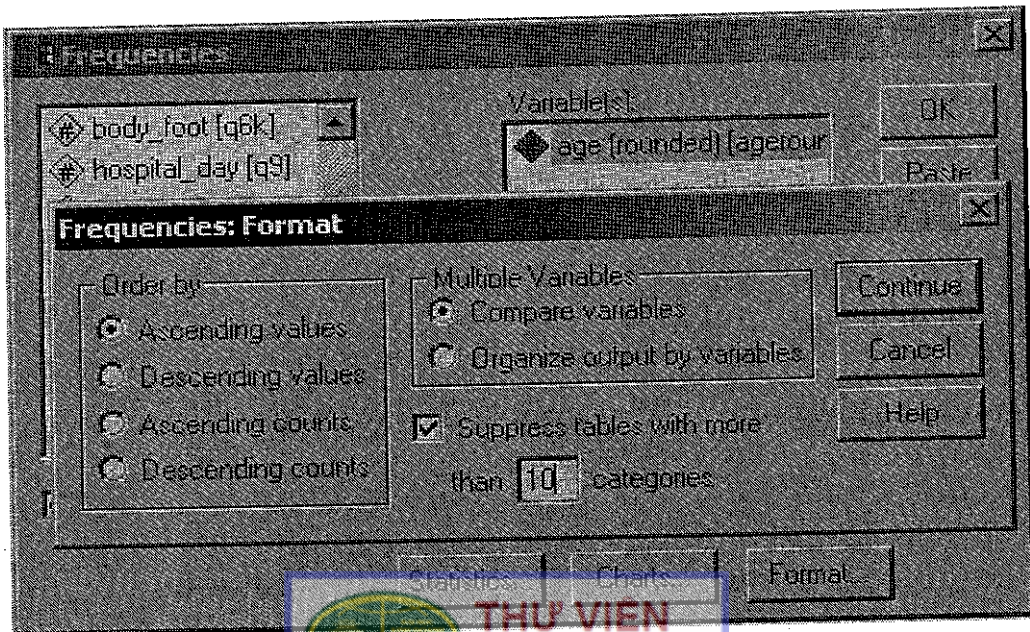 Frequencies
body_foot [q6k]
hospital_day [q9]
Variable[s]:
age (rounded) [agerour
OK
Paste
Frequencies: Format
Order by
Ascending values
Descending values
Ascending counts
Descending counts
Multiple Variables
Compare variables
Organize output by variables
Suppress tables with more
than 10 categories
Continue
Cancel
Help
Statistics...
Charts...
Format...
THƯ VIỆN